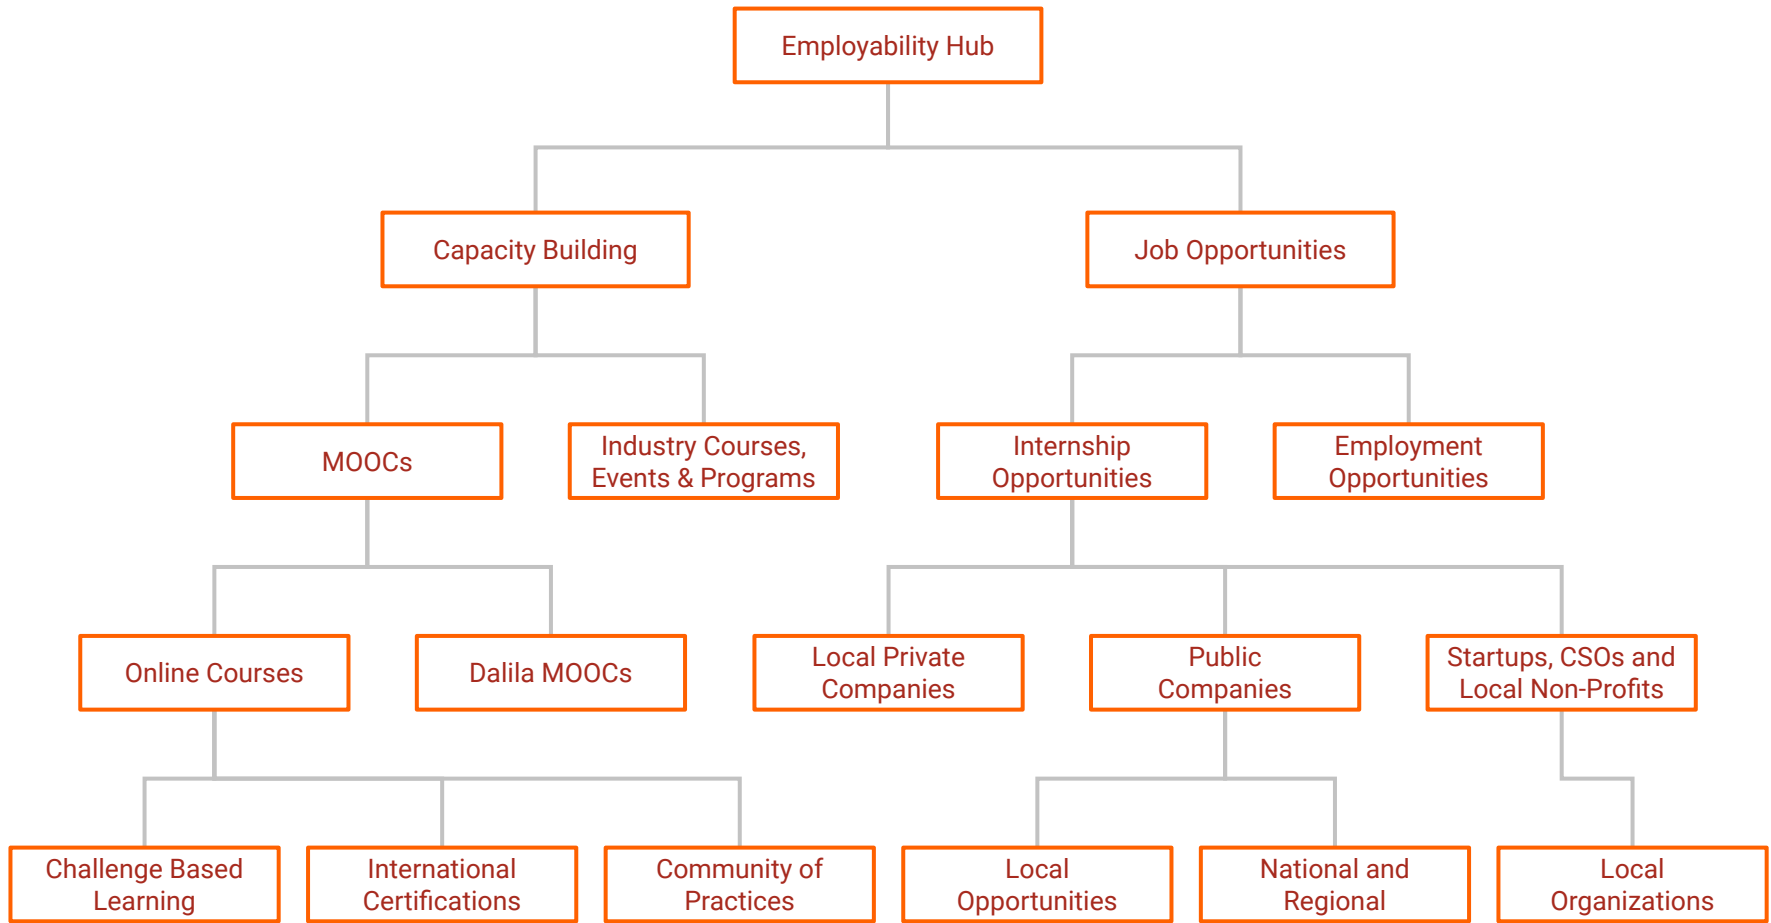 Employability Hub
Capacity Building
Job Opportunities
MOOCs
Industry Courses,
Events & Programs
Internship
Opportunities
Employment
Opportunities
Online Courses
Dalila MOOCs
Local Private
Companies
Public
Companies
Startups, CSOs and
Local Non-Profits
Challenge Based
Learning
International
Certifications
Community of
Practices
Local
Opportunities
National and
Regional
Local
Organizations